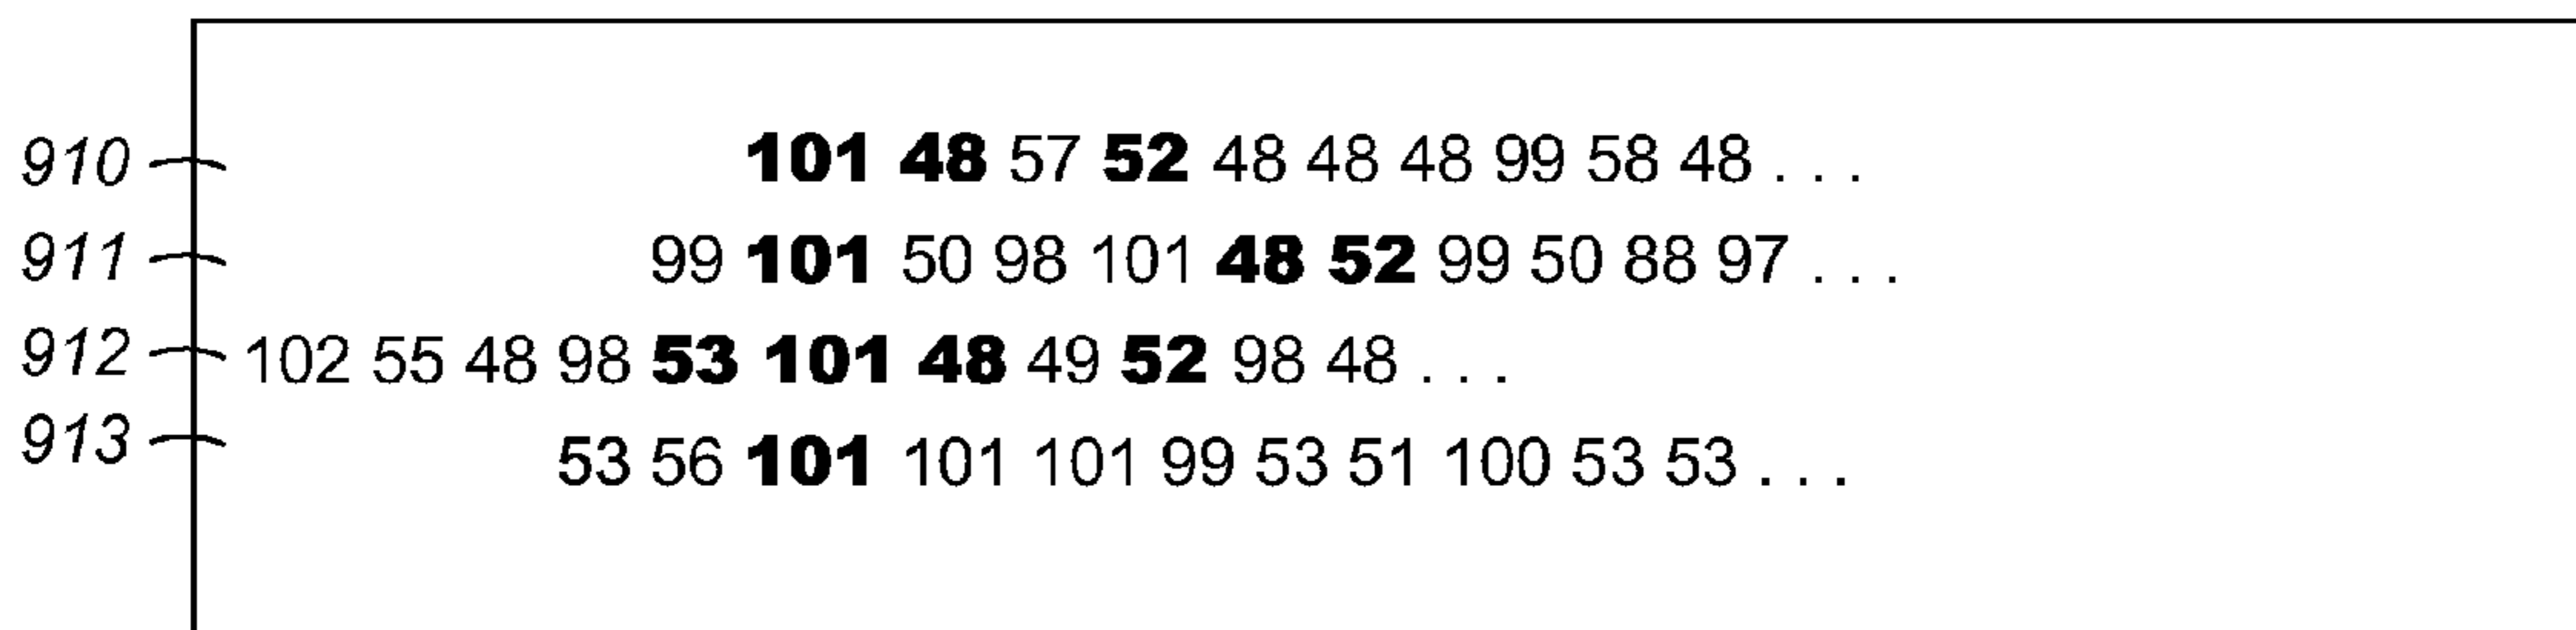 910 101 48 57 52 48 48 48 99 58 48 . . .
911 99 101 50 98 101 48 52 99 50 88 97 . . .
912 102 55 48 98 53 101 48 49 52 98 48 . . .
913 53 56 101 101 101 99 53 51 100 53 53 . . .